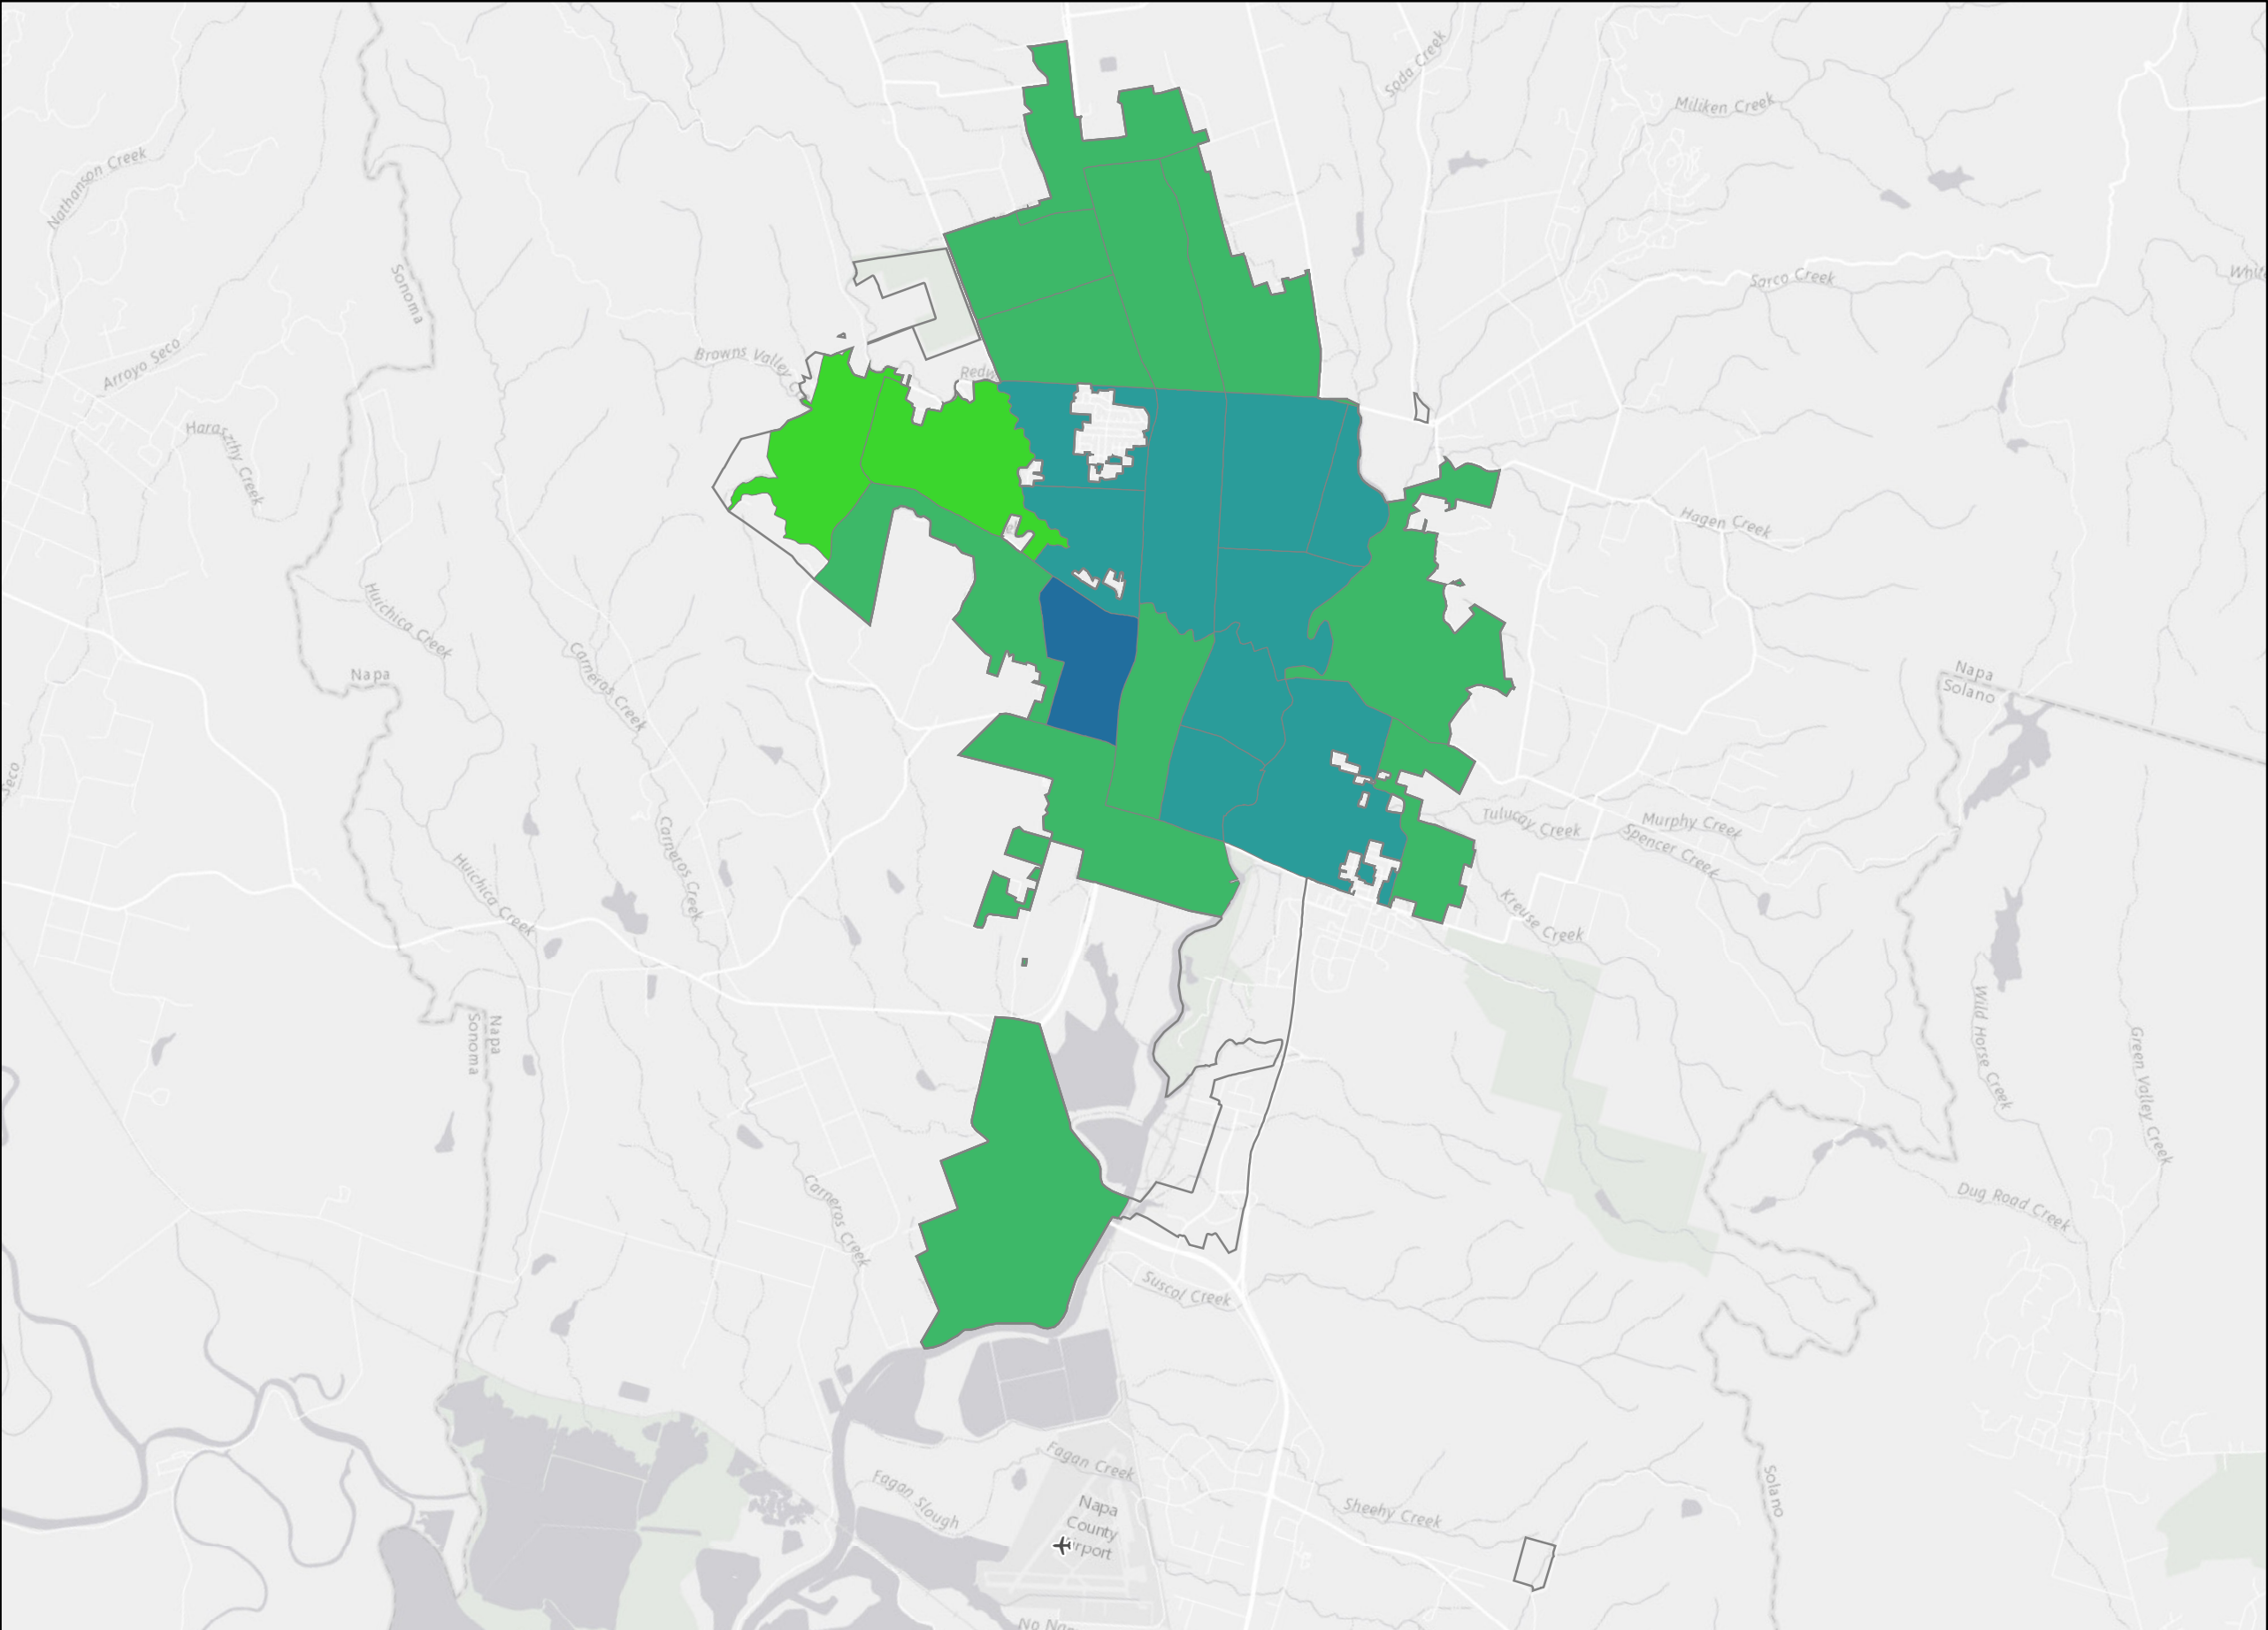 Soda Creek
Miliken Creek
Nathanson Creek
Sonoma
Sarco Creek
Arroyo Seco
Browns Valley C
Redw
Haraszthy Creek
Hagen Creek
Huichica Creek
Carneros Creek
Napa
Napa
Solano
Seco
Tulucay Creek
Murphy Creek
Spencer Creek
Carneros Creek
Huichica Creek
Kreuse Creek
Napa
Sonoma
Wild Horse Creek
Green Valley Creek
Carneros Creek
Dug Road Creek
Suscol Creek
Fagan Creek
Fagan Slough
Napa
County
Airport
Sheehy Creek
Solano